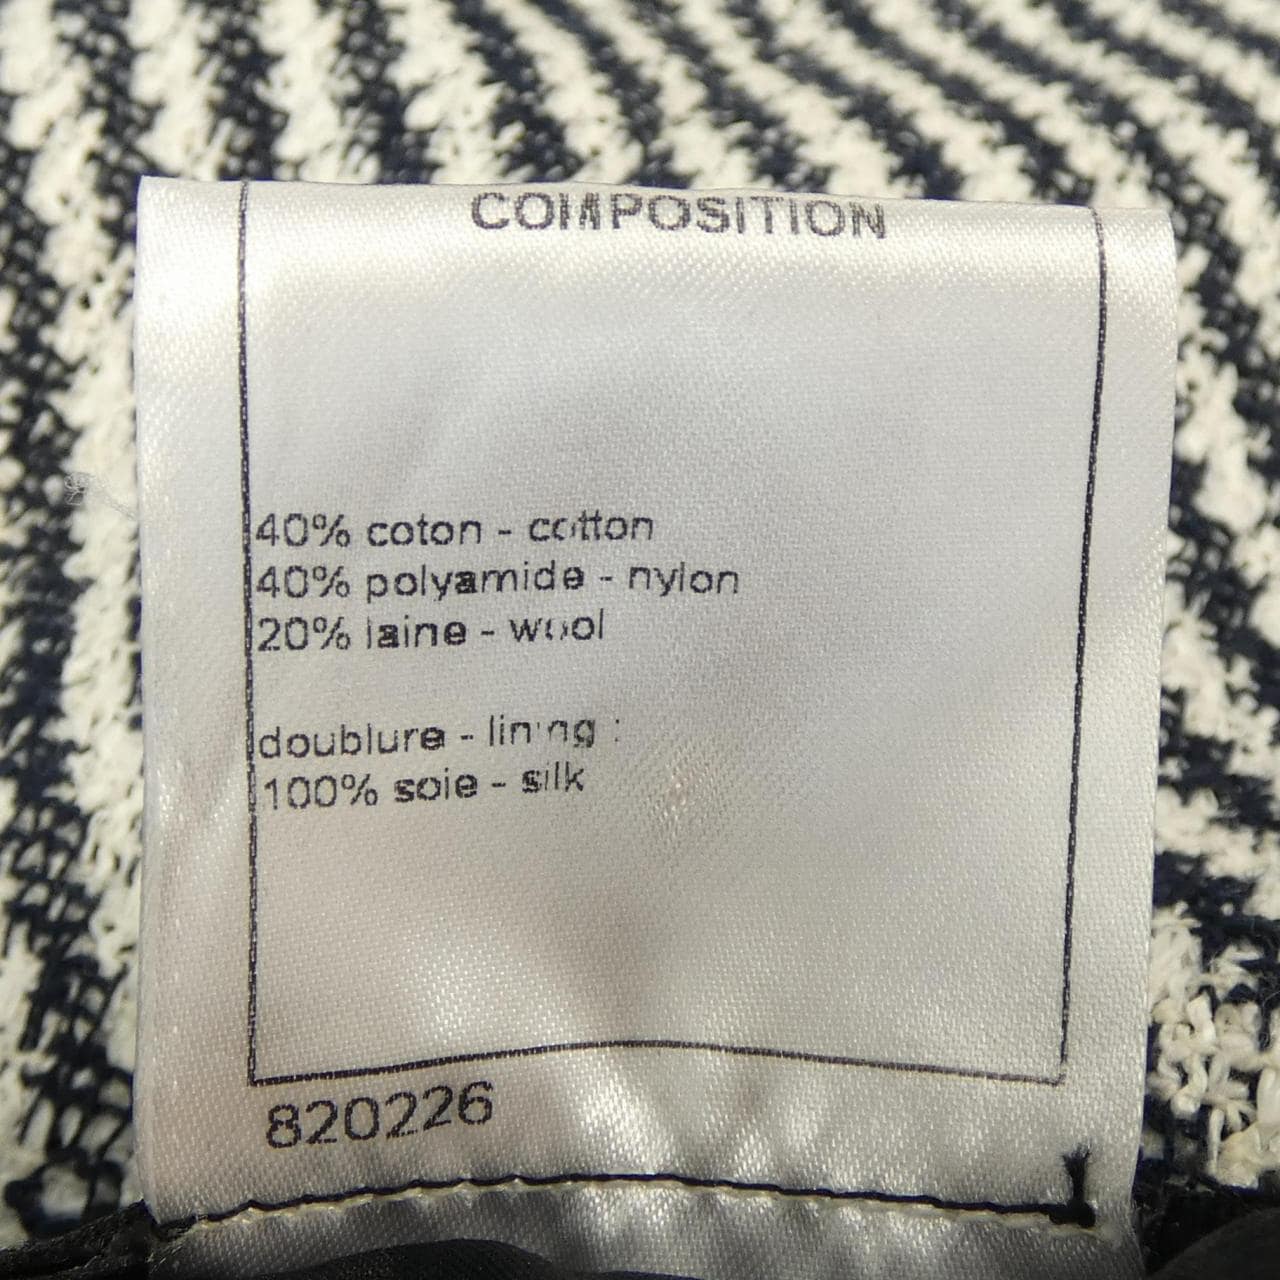 COMPOSITION
40% coton - cotton
40% polyamide - nylon
20% laine - wool
doublure - lining :
100% soie - silk
820226